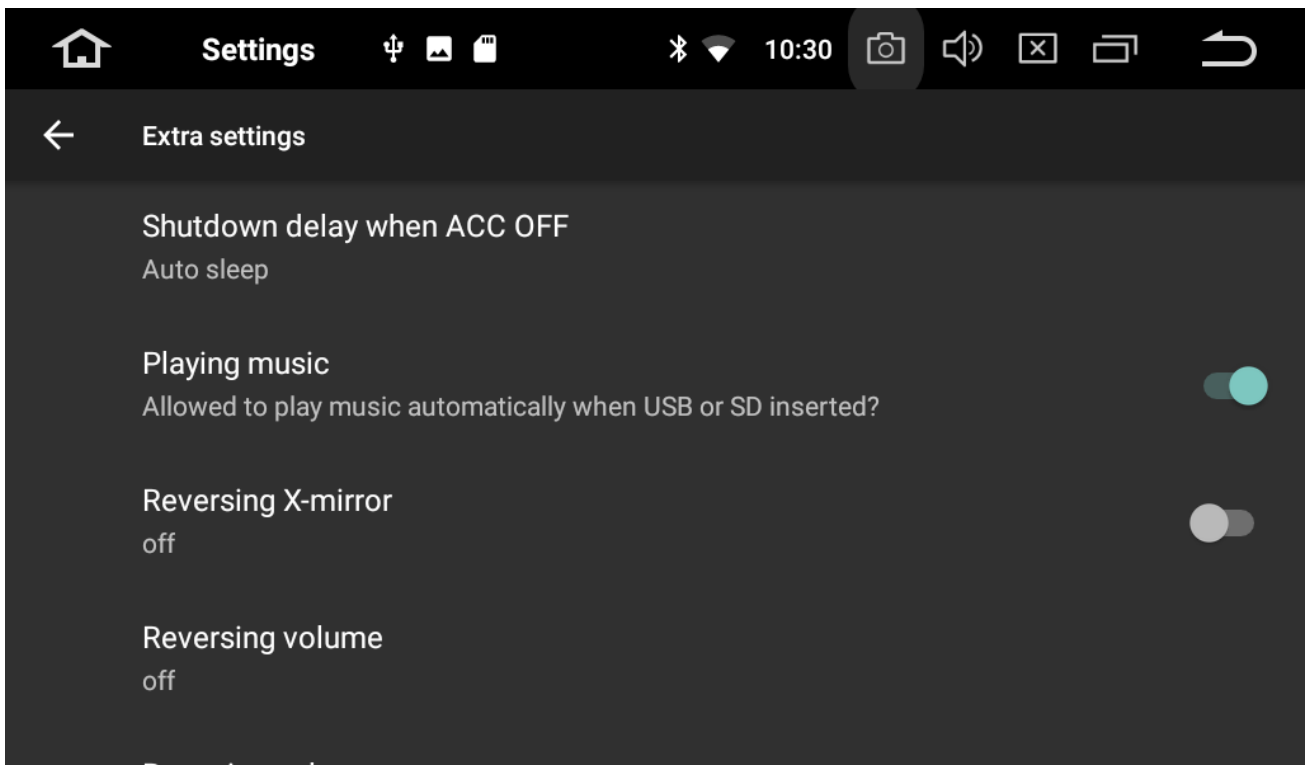 Settings 10:30
Extra settings
Shutdown delay when ACC OFF
Auto sleep
Playing music
Allowed to play music automatically when USB or SD inserted?
Reversing X-mirror
off
Reversing volume
off